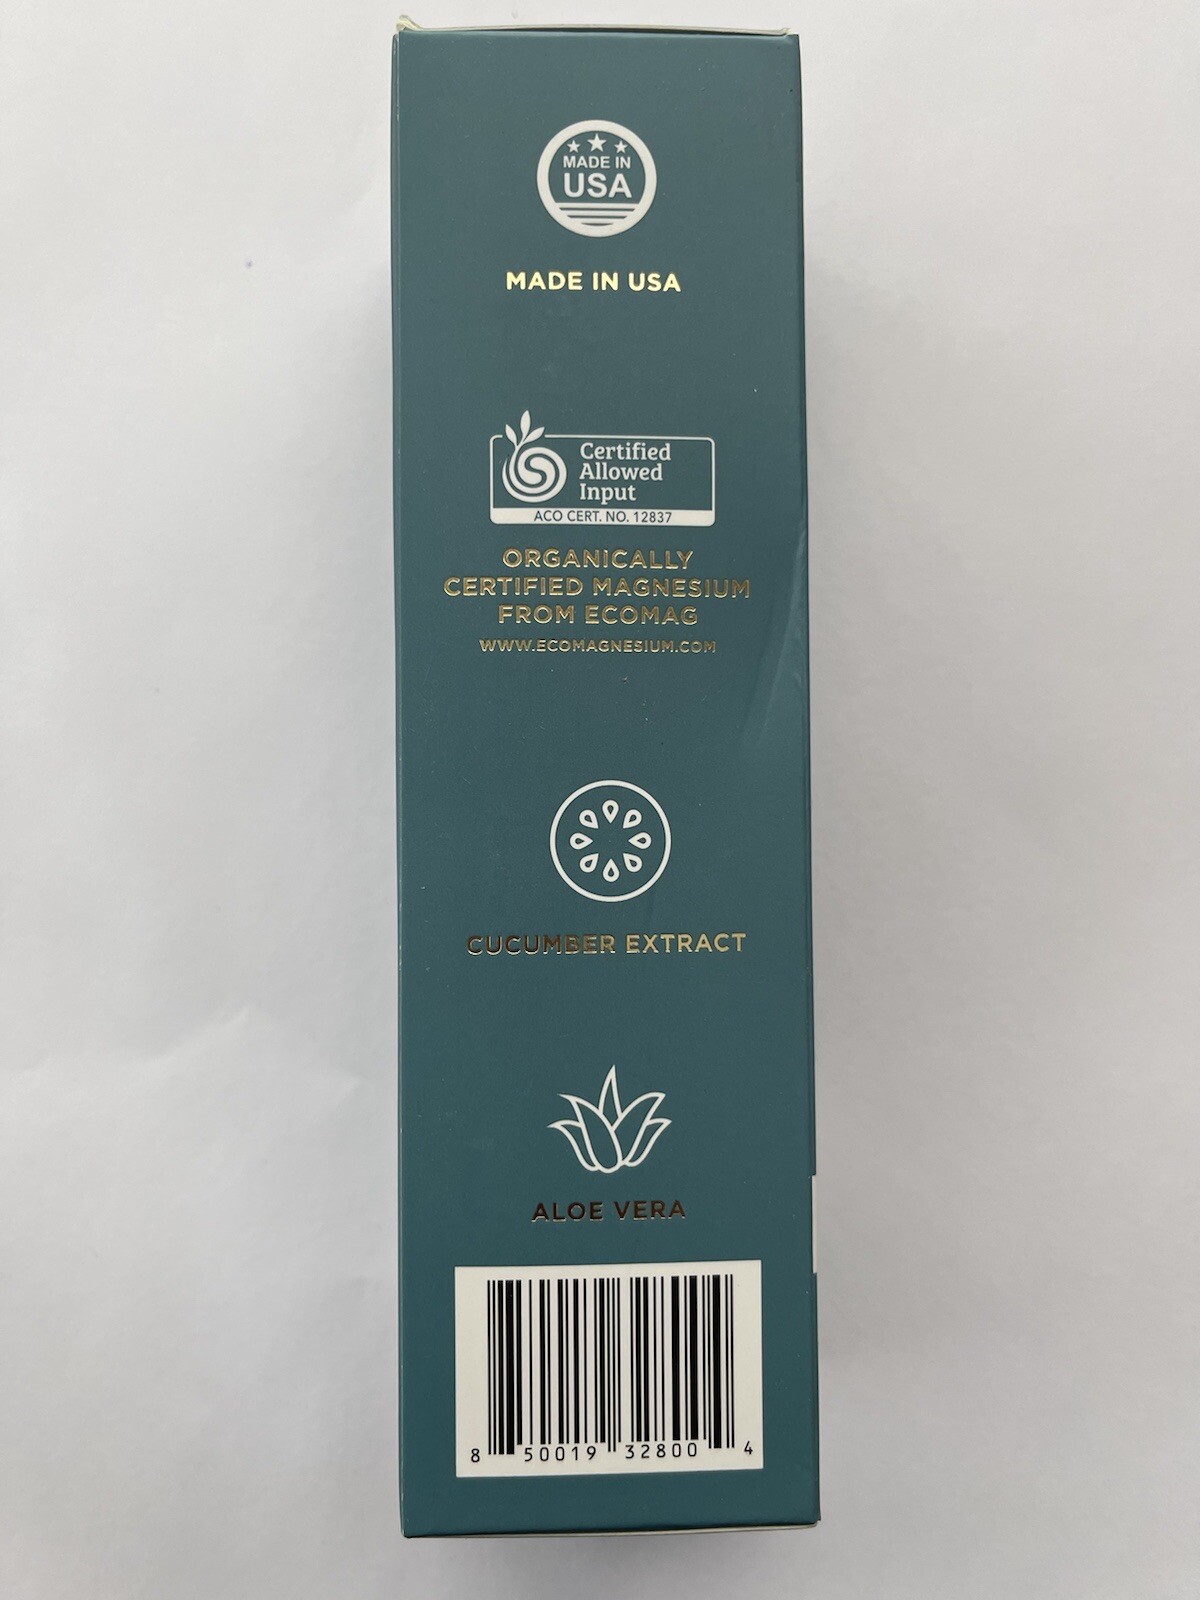 MADE IN
USA
MADE IN USA
Certified
Allowed
Input
ACO CERT. NO. 12837
ORGANICALLY
CERTIFIED MAGNESIUM
FROM ECOMAG
WWW.ECOMAGNESIUM.COM
CUCUMBER EXTRACT
ALOE VERA
8 50019 32800 4